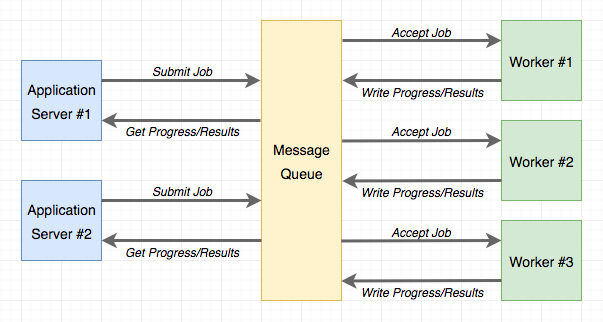 Application
Server #1
Submit Job
Get Progress/Results
Application
Server #2
Submit Job
Get Progress/Results
Message
Queue
Accept Job
Write Progress/Results
Worker #1
Accept Job
Write Progress/Results
Worker #2
Accept Job
Write Progress/Results
Worker #3